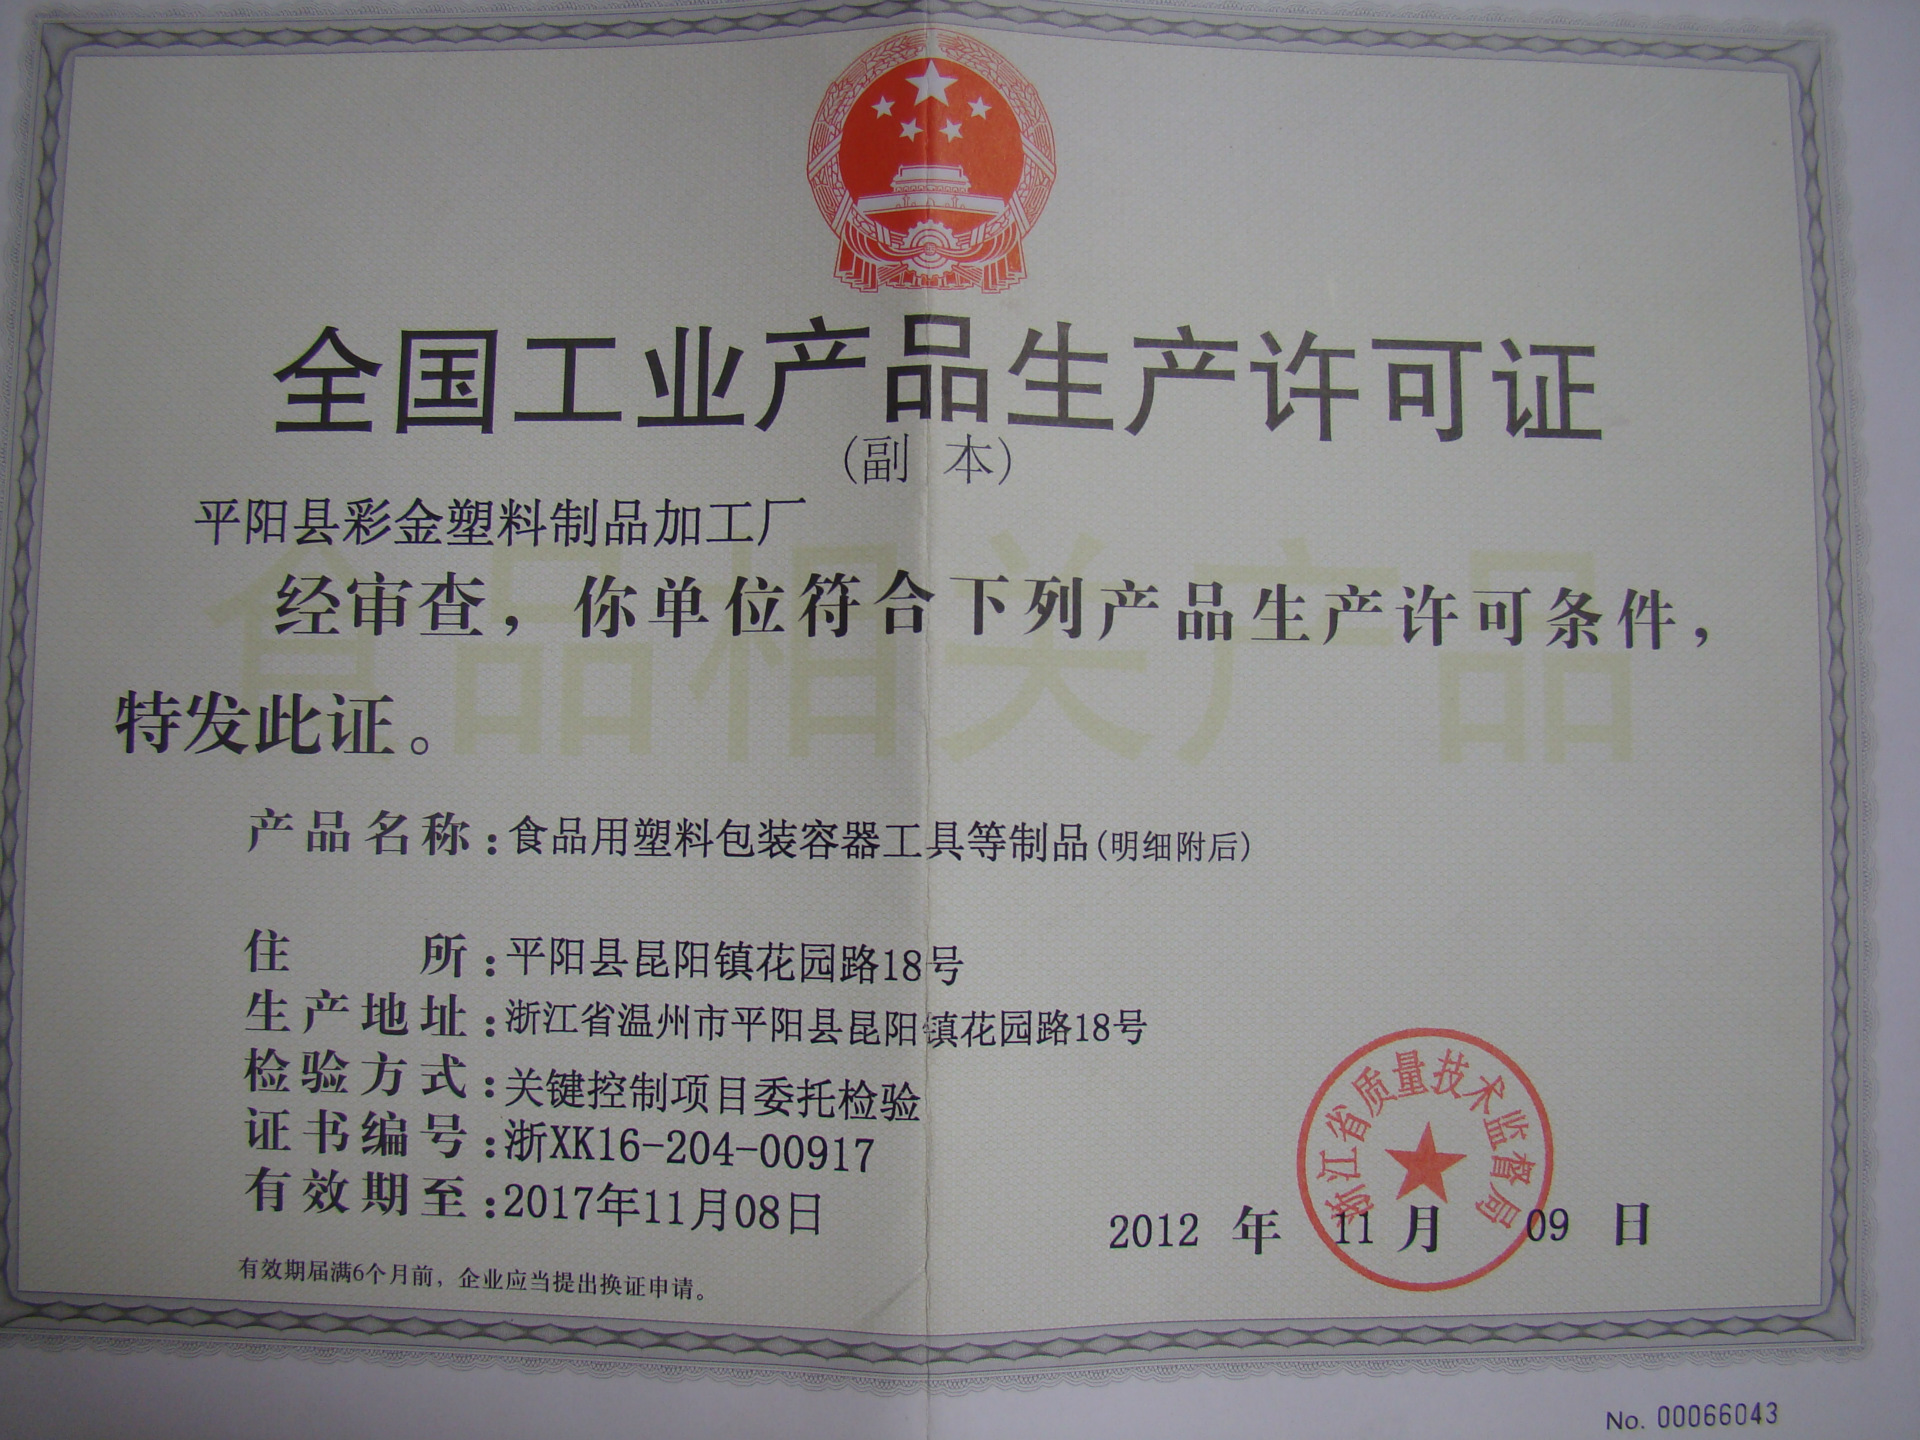 全国工业产品生产许可证
(副 本)
平阳县彩金塑料制品加工厂
食品相关产品
经审查，你单位符合下列产品生产许可条件，
特发此证。
产品名称：食品用塑料包装容器工具等制品(明细附后)
住 所：平阳县昆阳镇花园路18号
生产地址：浙江省温州市平阳县昆阳镇花园路18号
检验方式：关键控制项目委托检验
证书编号：浙XK16-204-00917
有效期至：2017年11月08日
浙江省质量技术监督局
2012 年 11 月 09 日
有效期届满6个月前，企业应当提出换证申请。
No. 00066043